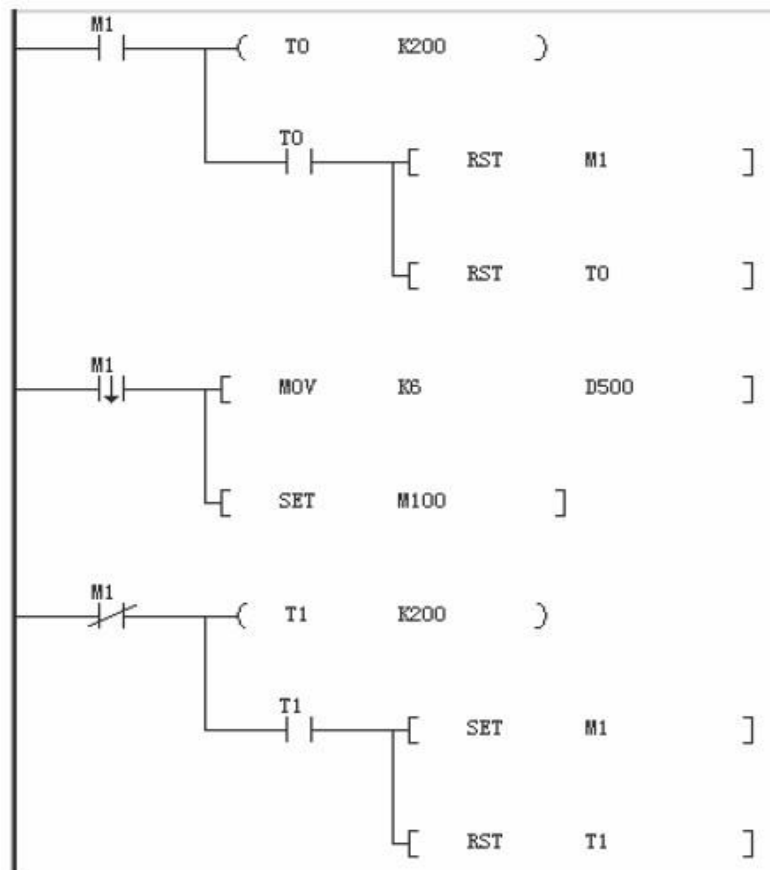 M1
T0 K200
T0
RST M1
RST T0
M1
MOV K6 D500
SET M100
M1
T1 K200
T1
SET M1
RST T1